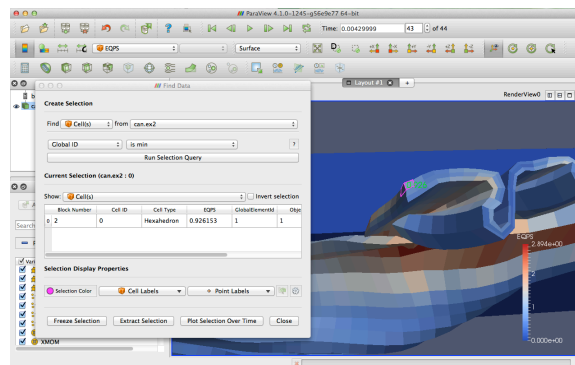 ParaView 4.1.0-1245-g56e9e77 64-bit
Time: 0.00429999 43 of 44
EQPS Surface
Layout #1
RenderView0
Find Data
Create Selection
Find Cell(s) from can.ex2
Global ID is min ?
Run Selection Query
Current Selection (can.ex2 : 0)
Show: Cell(s) Invert selection
Block Number Cell ID Cell Type EQPS GlobalElementId Obje
0 2 0 Hexahedron 0.926153 1 1
Search
Selection Display Properties
Selection Color Cell Labels Point Labels
Freeze Selection Extract Selection Plot Selection Over Time Close
XMOM
EQPS
2.894e+00
2
1
0.000e+00